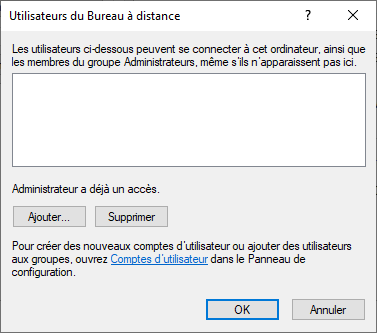 Utilisateurs du Bureau à distance
Les utilisateurs ci-dessous peuvent se connecter à cet ordinateur, ainsi que
les membres du groupe Administrateurs, même s'ils n'apparaissent pas ici.
Administrateur a déjà un accès.
Ajouter...
Supprimer
Pour créer des nouveaux comptes d'utilisateur ou ajouter des utilisateurs
aux groupes, ouvrez Comptes d'utilisateur dans le Panneau de
configuration.
OK
Annuler